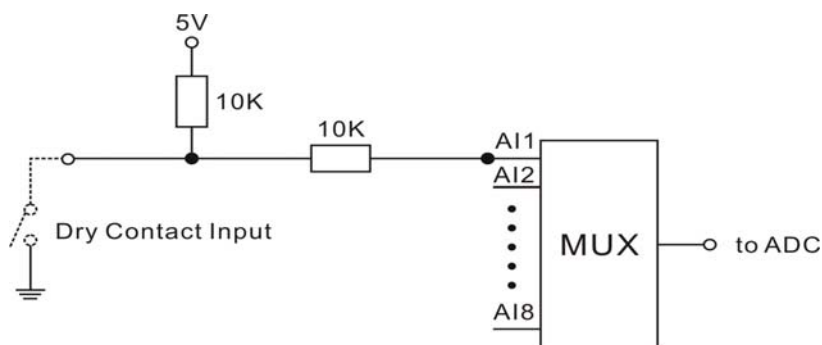 5V
10K
10K
AI1
AI2
Dry Contact Input
MUX
to ADC
AI8